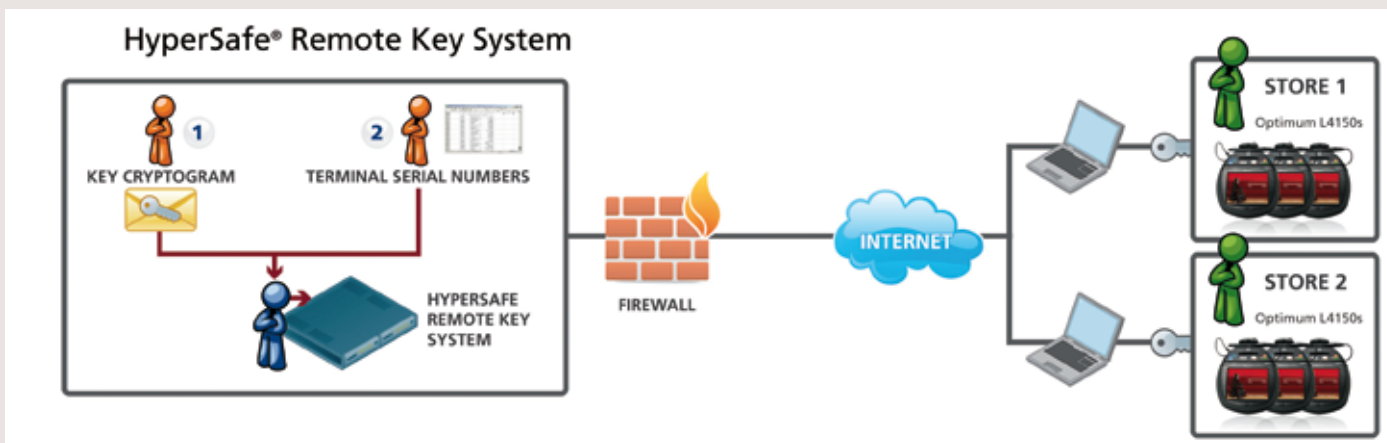 HyperSafe® Remote Key System
1
KEY CRYPTOGRAM
2
TERMINAL SERIAL NUMBERS
HYPERSAFE
REMOTE KEY
SYSTEM
FIREWALL
INTERNET
STORE 1
Optimum L4150s
STORE 2
Optimum L4150s